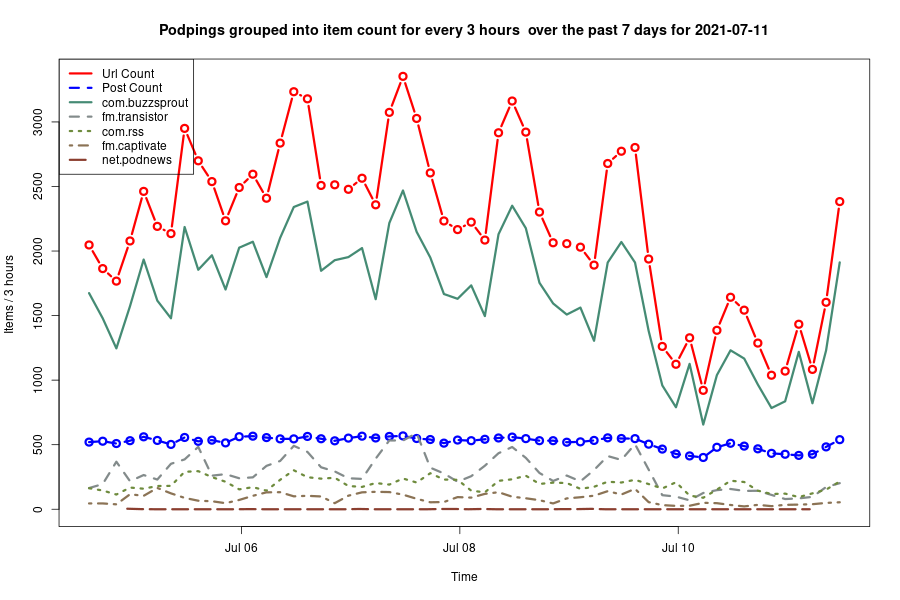 Podpings grouped into item count for every 3 hours  over the past 7 days for 2021-07-11
Url Count
Post Count
com.buzzsprout
fm.transistor
com.rss
fm.captivate
net.podnews
Items / 3 hours
3000
2500
2000
1500
1000
500
0
Jul 06
Jul 08
Jul 10
Time